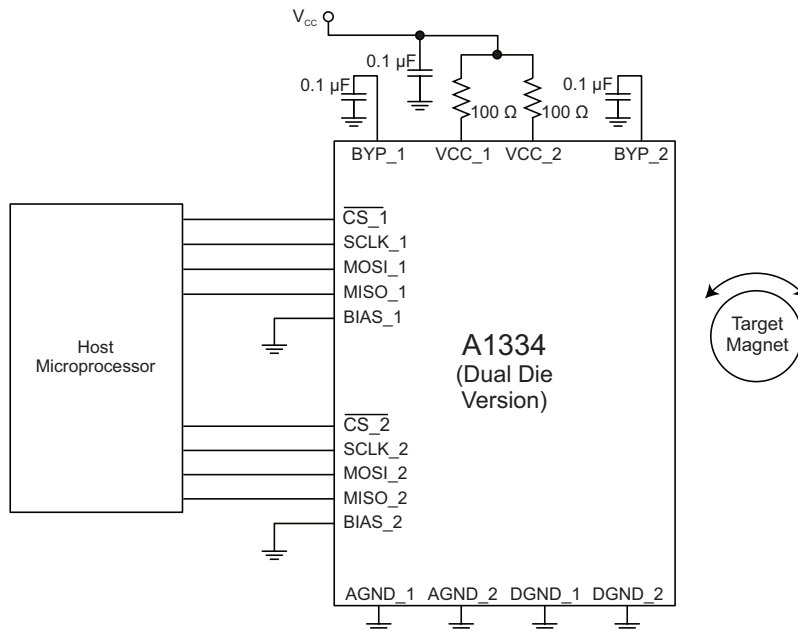 Vcc
0.1 µF
0.1 µF
0.1 µF
100 Ω
100 Ω
BYP_1
VCC_1
VCC_2
BYP_2
CS_1
SCLK_1
MOSI_1
MISO_1
BIAS_1
Host
Microprocessor
A1334
(Dual Die
Version)
Target
Magnet
CS_2
SCLK_2
MOSI_2
MISO_2
BIAS_2
AGND_1
AGND_2
DGND_1
DGND_2